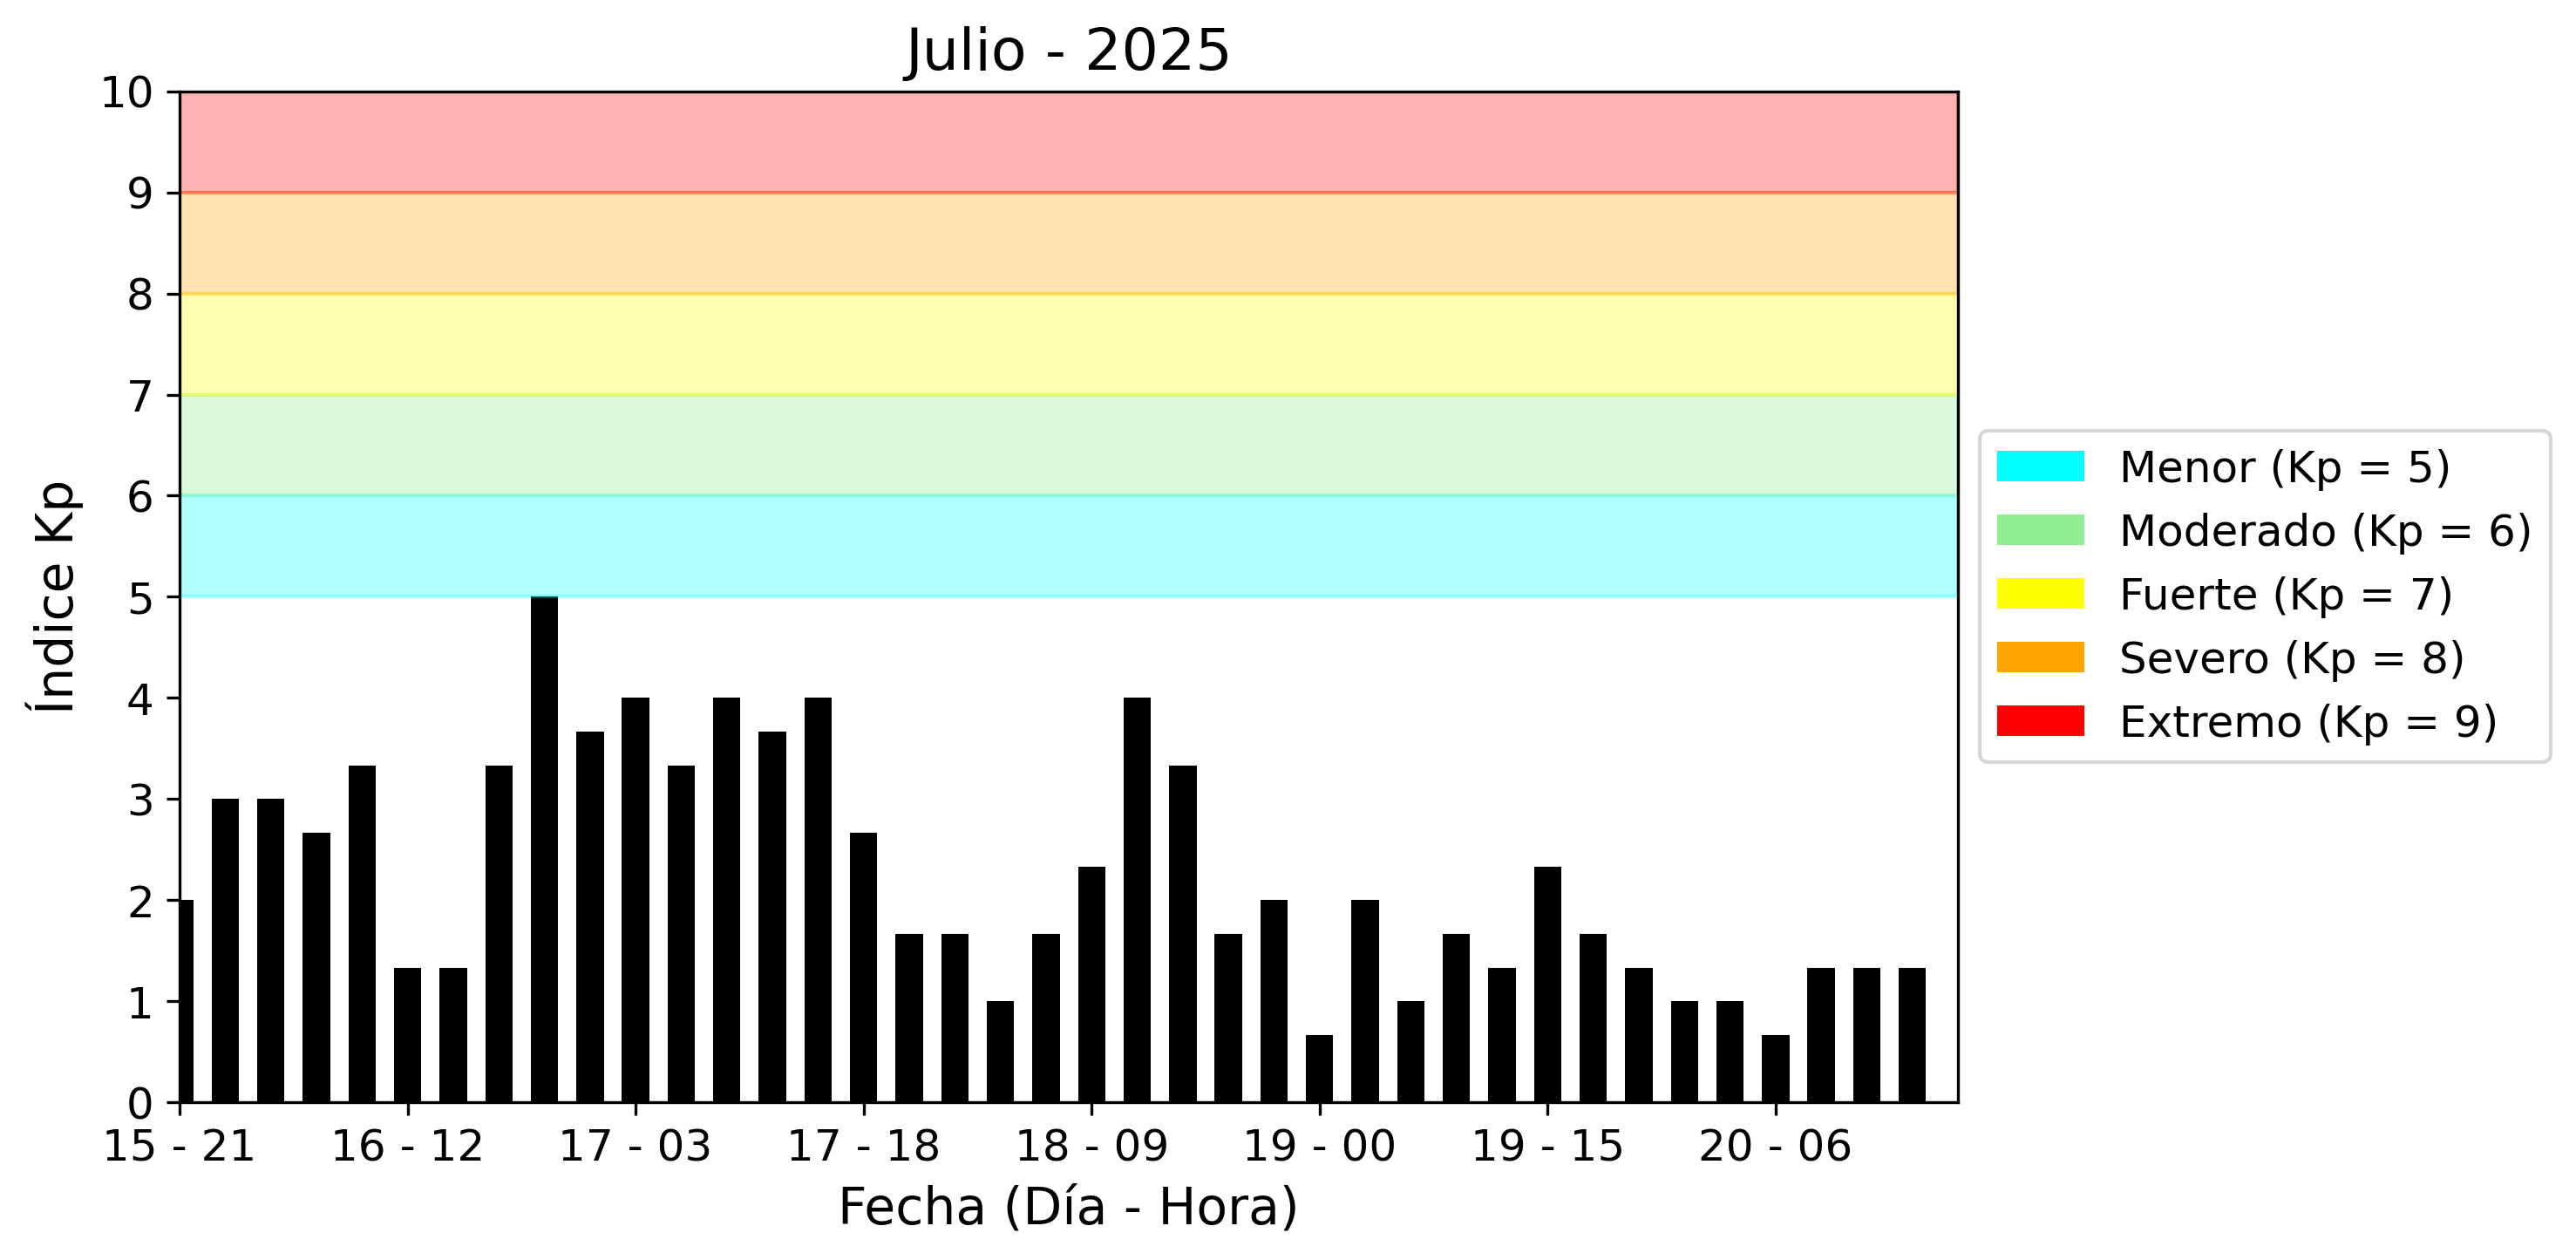 Julio - 2025
10
9
8
7
6
5
4
3
2
1
0
Índice Kp
15 - 21
16 - 12
17 - 03
17 - 18
18 - 09
19 - 00
19 - 15
20 - 06
Fecha (Día - Hora)
Menor (Kp = 5)
Moderado (Kp = 6)
Fuerte (Kp = 7)
Severo (Kp = 8)
Extremo (Kp = 9)